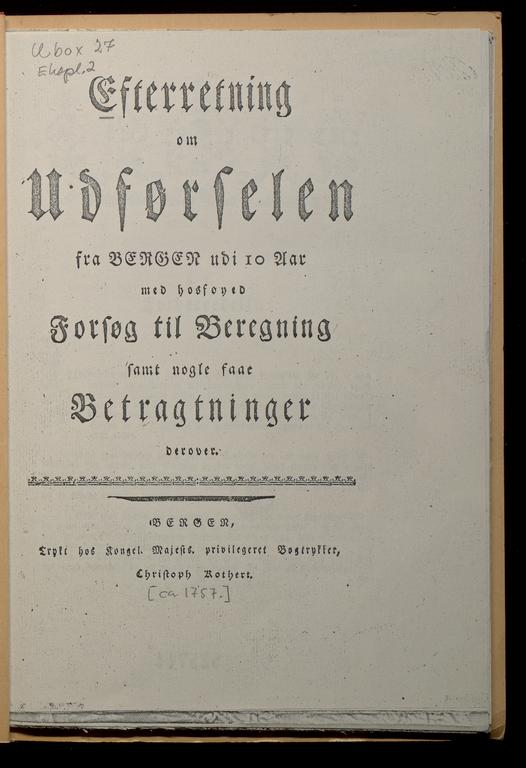 Ubox 27
Ekspl. 2
Efterretning
om
Udførselen
fra BERGEN udi 10 Aar
med hosføyed
Forsøg til Beregning
samt nogle faae
Betragtninger
derover.
BERGEN,
Trykt hos Kongel. Majests. privilegeret Bogtrykker,
Christoph Kothert.
[ca 1757.]